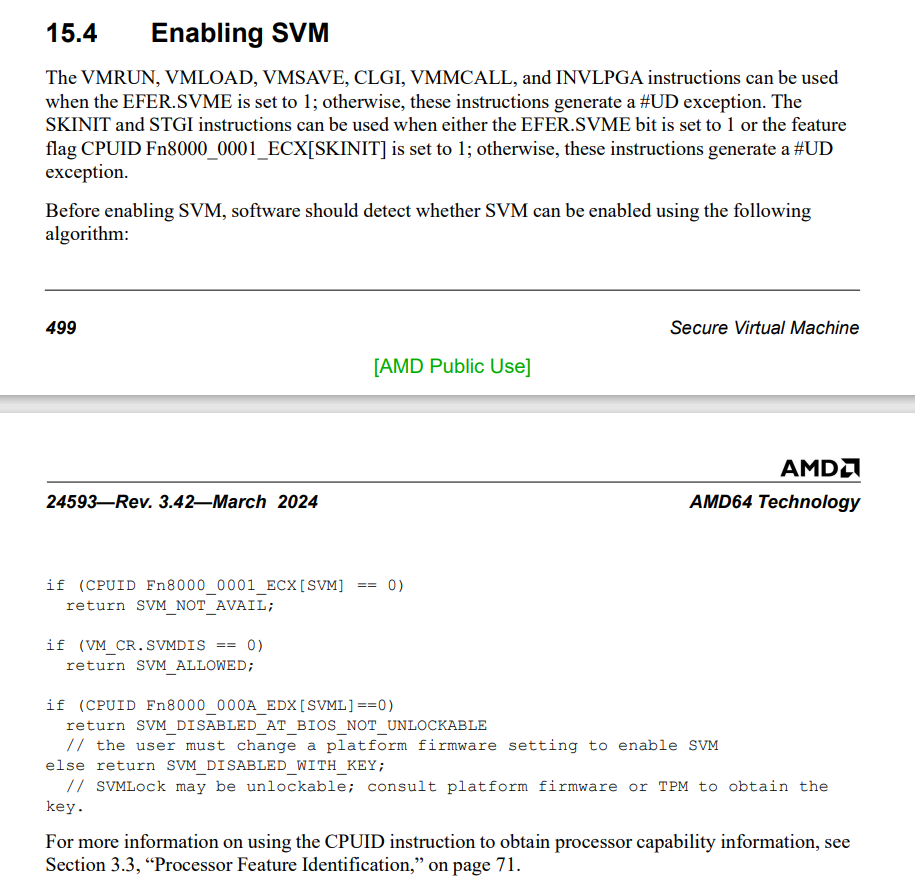 15.4 Enabling SVM
The VMRUN, VMLOAD, VMSAVE, CLGI, VMMCALL, and INVLPGA instructions can be used
when the EFER.SVME is set to 1; otherwise, these instructions generate a #UD exception. The
SKINIT and STGI instructions can be used when either the EFER.SVME bit is set to 1 or the feature
flag CPUID Fn8000_0001_ECX[SKINIT] is set to 1; otherwise, these instructions generate a #UD
exception.
Before enabling SVM, software should detect whether SVM can be enabled using the following
algorithm:
499 Secure Virtual Machine
[AMD Public Use]
AMD
24593—Rev. 3.42—March 2024 AMD64 Technology
if (CPUID Fn8000_0001_ECX[SVM] == 0)
return SVM_NOT_AVAIL;
if (VM_CR.SVMDIS == 0)
return SVM_ALLOWED;
if (CPUID Fn8000_000A_EDX[SVML]==0)
return SVM_DISABLED_AT_BIOS_NOT_UNLOCKABLE
// the user must change a platform firmware setting to enable SVM
else return SVM_DISABLED_WITH_KEY;
// SVMLock may be unlockable; consult platform firmware or TPM to obtain the
key.
For more information on using the CPUID instruction to obtain processor capability information, see
Section 3.3, “Processor Feature Identification,” on page 71.